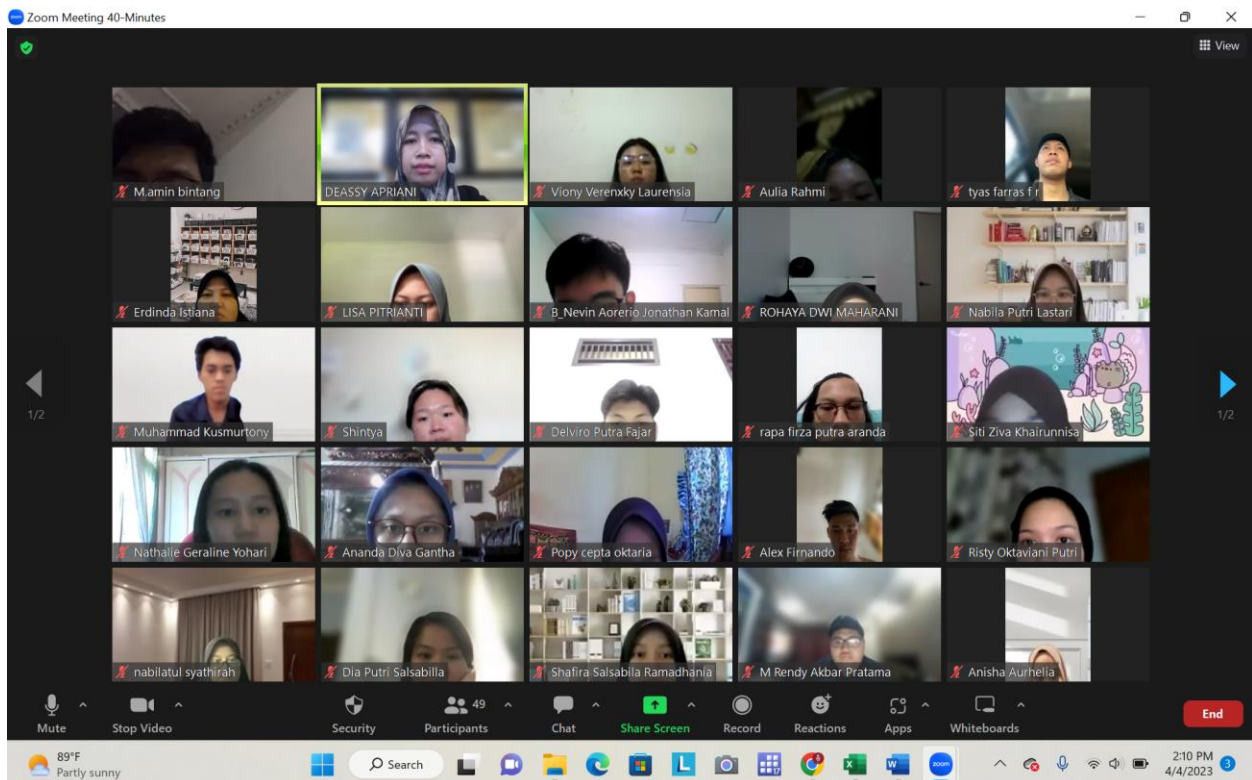 Zoom Meeting 40-Minutes
View
M.amin bintang
DEASSY APRIANI
Viony Verenxky Laurensia
Aulia Rahmi
tyas farras f r
Erdinda Istiana
LISA PITRIANTI
B_Nevin Aorerio Jonathan Kamal
ROHAYA DWI MAHARANI
Nabila Putri Lastari
Muhammad Kusmurtony
Shintya
Delviro Putra Fajar
rapa firza putra aranda
Siti Ziva Khairunnisa
1/2
1/2
Nathalie Geraline Yohari
Ananda Diva Gantha
Popy cepta oktaria
Alex Firnando
Risty Oktaviani Putri
nabilatul syathirah
Dia Putri Salsabilla
Shafira Salsabila Ramadhania
M Rendy Akbar Pratama
Anisha Aurhelia
49
Mute
Stop Video
Security
Participants
Chat
Share Screen
Record
Reactions
Apps
Whiteboards
End
89°F
Partly sunny
Search
2:10 PM
4/4/2023
3